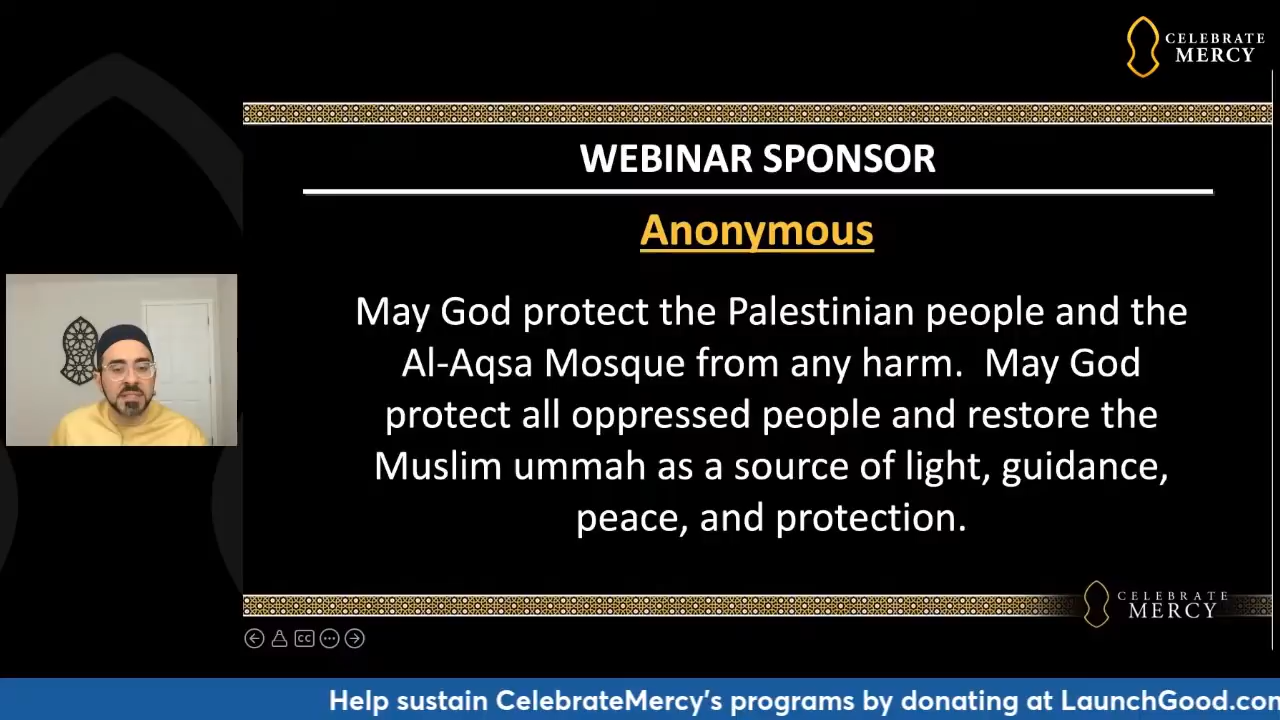 CELEBRATE
MERCY
WEBINAR SPONSOR
Anonymous
May God protect the Palestinian people and the
Al-Aqsa Mosque from any harm.  May God
protect all oppressed people and restore the
Muslim ummah as a source of light, guidance,
peace, and protection.
CELEBRATE
MERCY
CC
Help sustain CelebrateMercy's programs by donating at LaunchGood.com